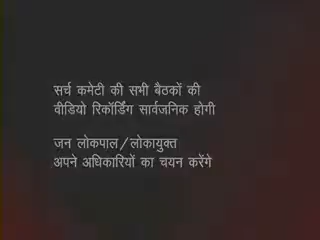 सर्च कमेटी की सभी बैठकों की
वीडियो रिकॉर्डिंग सार्वजनिक होगी
जन लोकपाल/लोकायुक्त
अपने अधिकारियों का चयन करेंगे